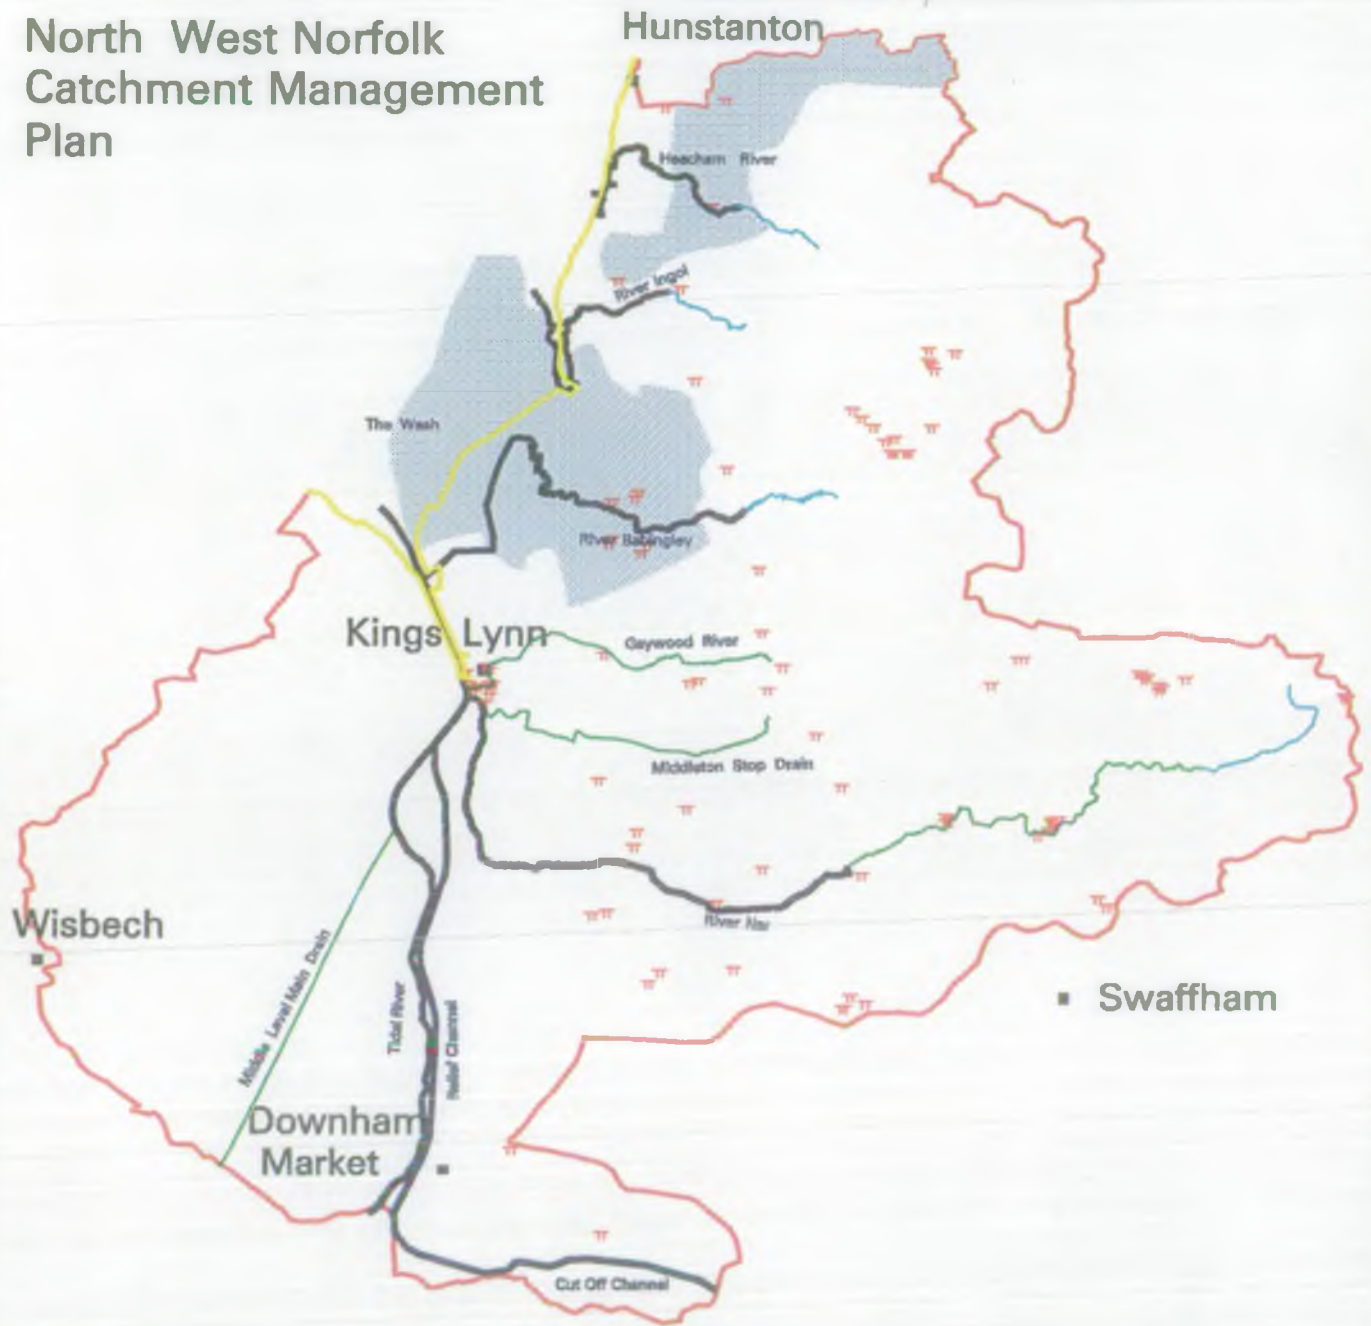 North West Norfolk
Catchment Management
Plan
Hunstanton
Heacham River
River Ingol
The Wash
River Babingley
Kings Lynn
Gaywood River
Middleton Stop Drain
River Nar
Wisbech
Middle Level Main Drain
Tidal River
Relief Channel
Swaffham
Downham
Market
Cut Off Channel